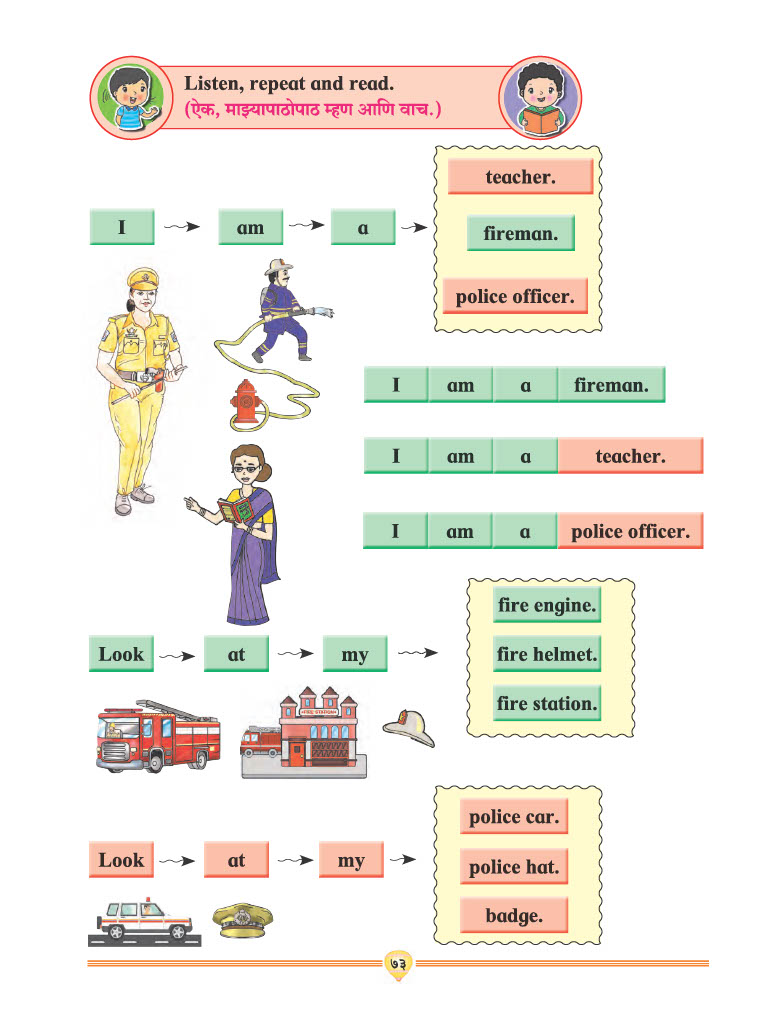 Listen, repeat and read.
(ऐक, माझ्यापाठोपाठ म्हण आणि वाच.)
I am a
teacher.
fireman.
police officer.
I am a fireman.
I am a teacher.
I am a police officer.
Look at my
fire engine.
fire helmet.
fire station.
FIRE STATION
Look at my
police car.
police hat.
badge.
७३